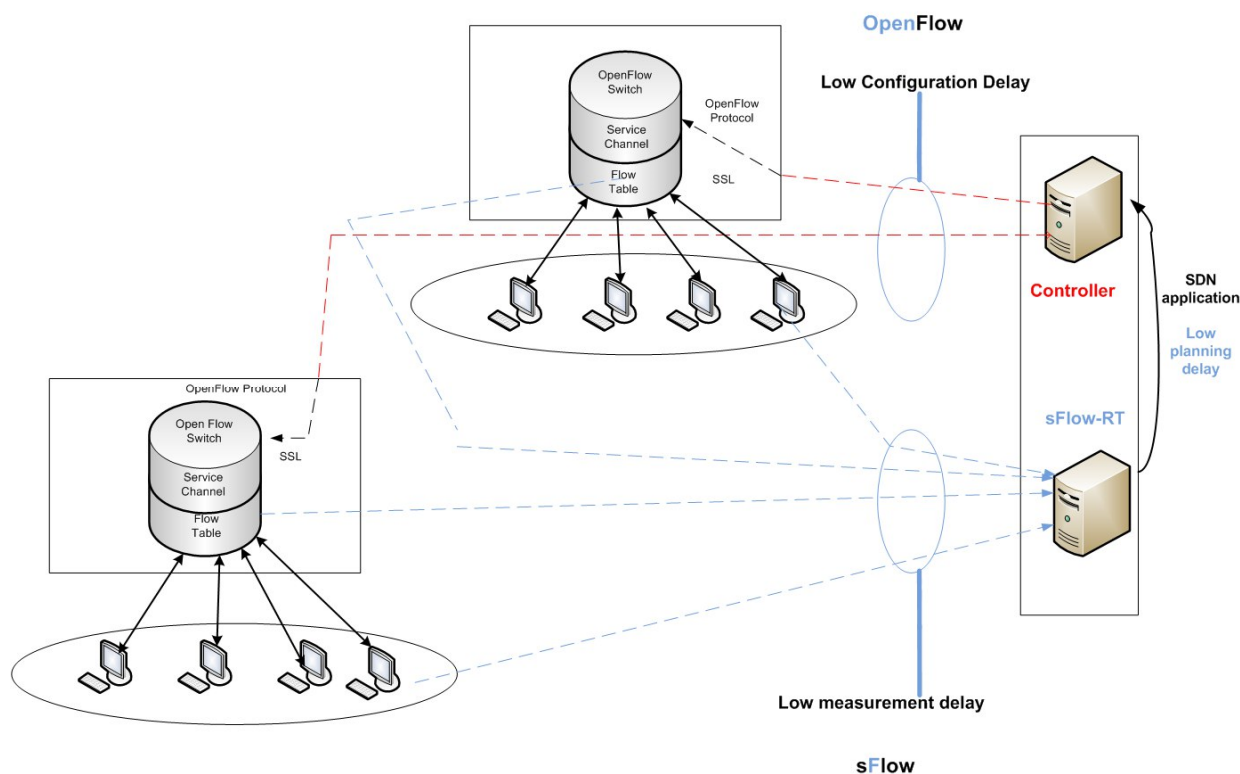 OpenFlow
Low Configuration Delay
OpenFlow
Switch
Service
Channel
Flow
Table
OpenFlow
Protocol
SSL
Controller
SDN
application
Low
planning
delay
sFlow-RT
OpenFlow Protocol
Open Flow
Switch
SSL
Service
Channel
Flow
Table
Low measurement delay
sFlow